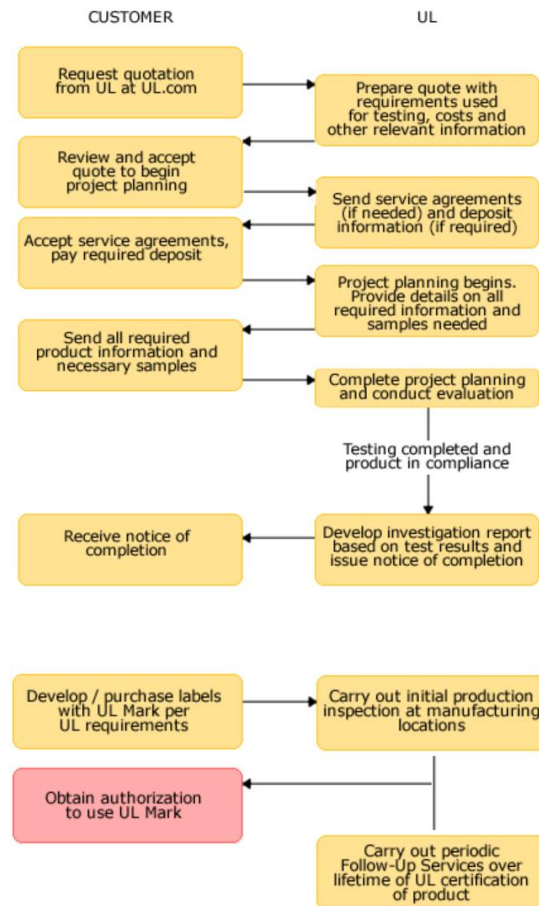 CUSTOMER
UL
Request quotation
from UL at UL.com
Prepare quote with
requirements used
for testing, costs and
other relevant information
Review and accept
quote to begin
project planning
Send service agreements
(if needed) and deposit
information (if required)
Accept service agreements,
pay required deposit
Project planning begins.
Provide details on all
required information and
samples needed
Send all required
product information and
necessary samples
Complete project planning
and conduct evaluation
Testing completed and
product in compliance
Receive notice of
completion
Develop investigation report
based on test results and
issue notice of completion
Develop / purchase labels
with UL Mark per
UL requirements
Carry out initial production
inspection at manufacturing
locations
Obtain authorization
to use UL Mark
Carry out periodic
Follow-Up Services over
lifetime of UL certification
of product